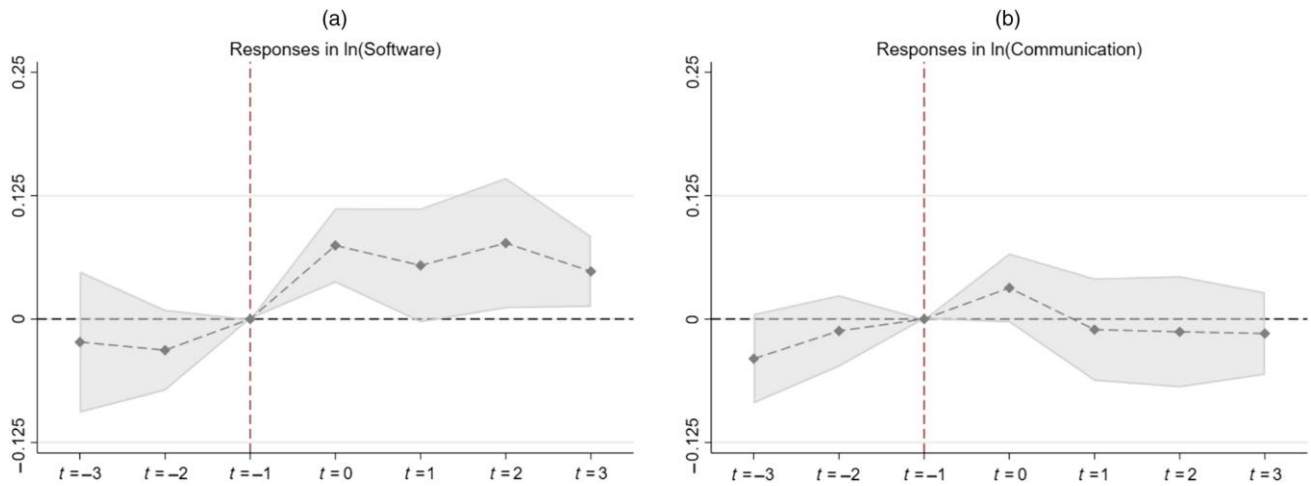 (a)
Responses in ln(Software)
0.25
0.125
0
−0.125
t = −3 t = −2 t = −1 t = 0 t = 1 t = 2 t = 3
(b)
Responses in ln(Communication)
0.25
0.125
0
−0.125
t = −3 t = −2 t = −1 t = 0 t = 1 t = 2 t = 3